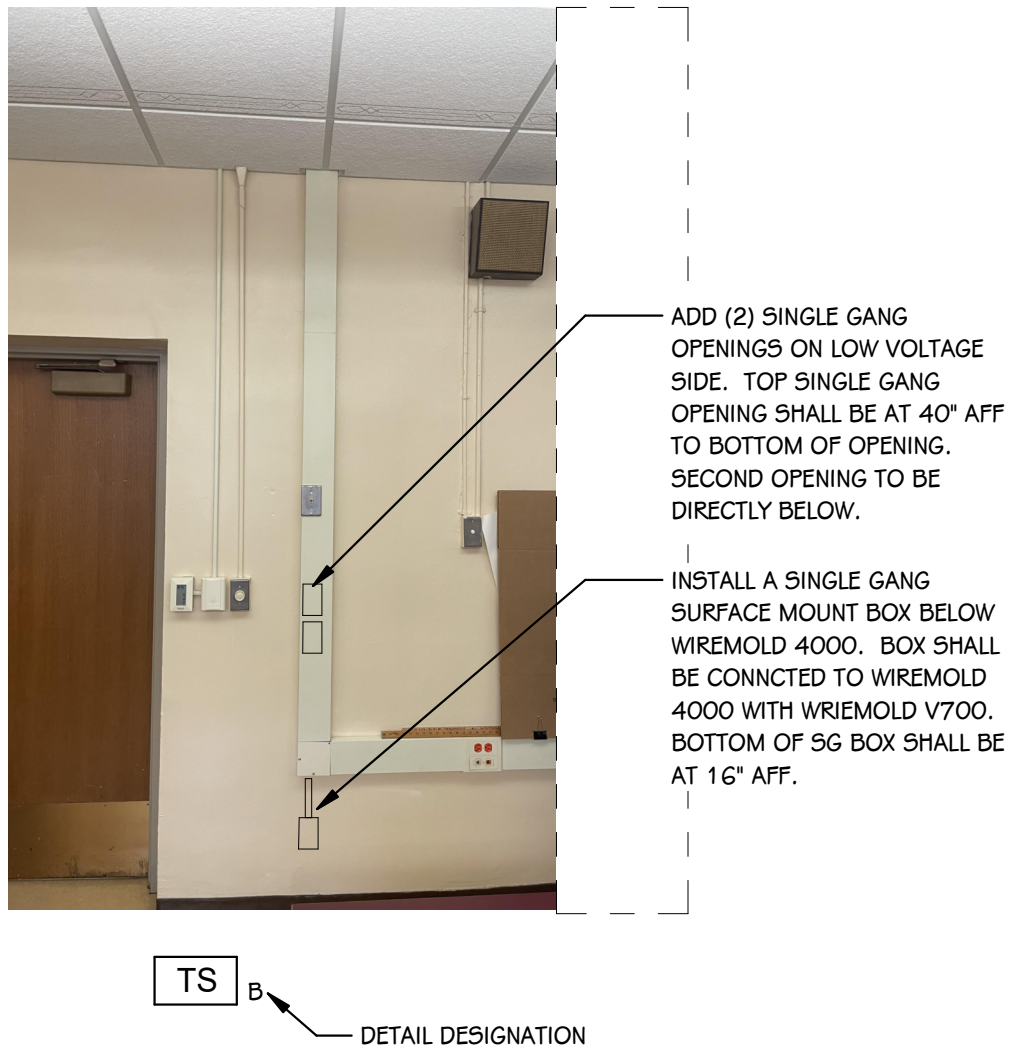 ADD (2) SINGLE GANG
OPENINGS ON LOW VOLTAGE
SIDE. TOP SINGLE GANG
OPENING SHALL BE AT 40" AFF
TO BOTTOM OF OPENING.
SECOND OPENING TO BE
DIRECTLY BELOW.
INSTALL A SINGLE GANG
SURFACE MOUNT BOX BELOW
WIREMOLD 4000. BOX SHALL
BE CONNCTED TO WIREMOLD
4000 WITH WRIEMOLD V700.
BOTTOM OF SG BOX SHALL BE
AT 16" AFF.
TS B
DETAIL DESIGNATION